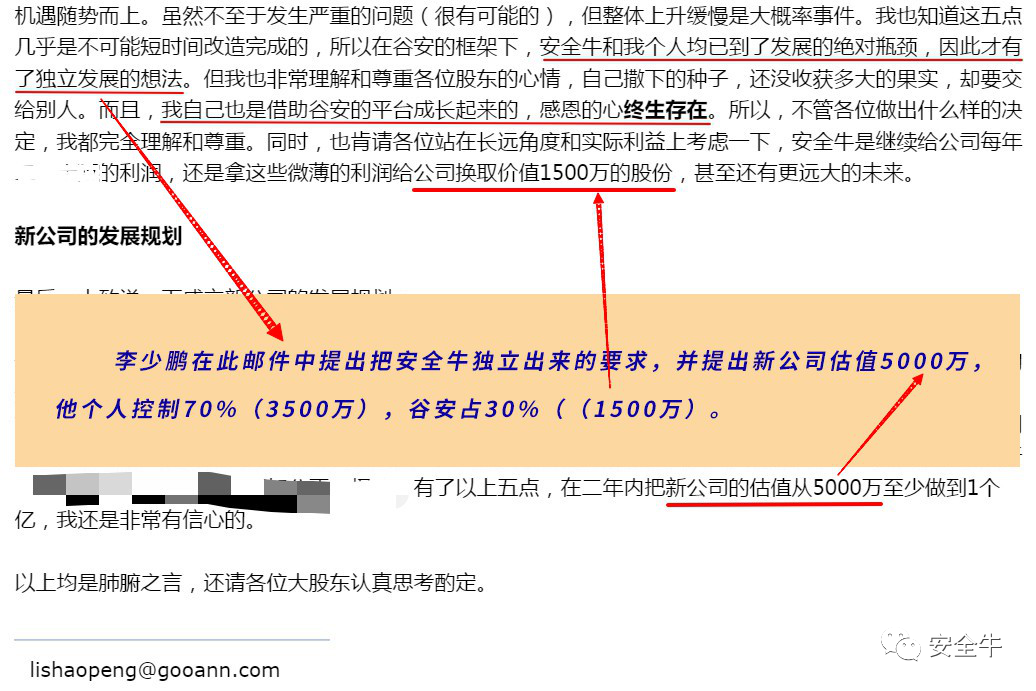 机遇随势而上。虽然不至于发生严重的问题（很有可能的），但整体上升缓慢是大概率事件。我也知道这五点
几乎是不可能短时间改造完成的，所以在谷安的框架下，安全牛和我个人均已到了发展的绝对瓶颈，因此才有
了独立发展的想法。但我也非常理解和尊重各位股东的心情，自己撒下的种子，还没收获多大的果实，却要交
给别人。而且，我自己也是借助谷安的平台成长起来的，感恩的心终生存在。所以，不管各位做出什么样的决
定，我都完全理解和尊重。同时，也肯请各位站在长远角度和实际利益上考虑一下，安全牛是继续给公司每年
的利润，还是拿这些微薄的利润给公司换取价值1500万的股份，甚至还有更远大的未来。
新公司的发展规划
李少鹏在此邮件中提出把安全牛独立出来的要求，并提出新公司估值5000万，
他个人控制70%（3500万），谷安占30%（（1500万）。
有了以上五点，在二年内把新公司的估值从5000万至少做到1个
亿，我还是非常有信心的。
以上均是肺腑之言，还请各位大股东认真思考酌定。
lishaopeng@gooann.com
安全牛